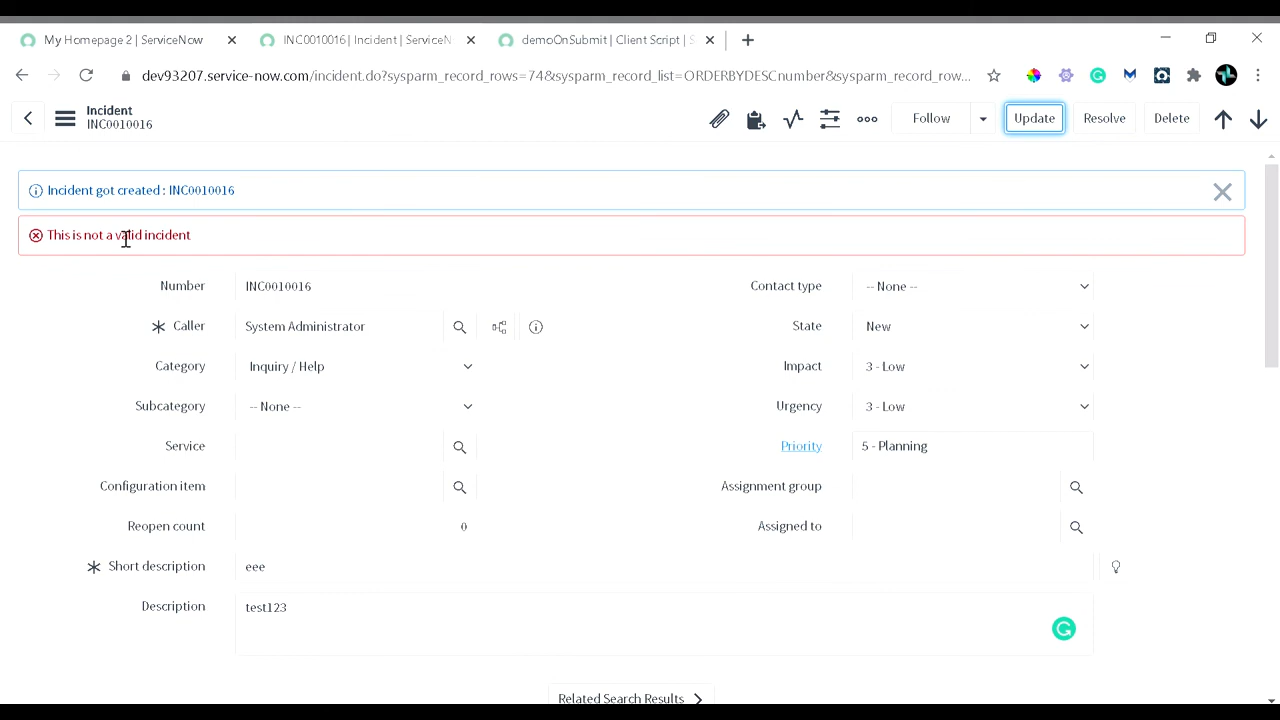 My Homepage 2 | ServiceNow
INC0010016 | Incident | ServiceN
demoOnSubmit | Client Script | S
dev93207.service-now.com/incident.do?sysparm_record_rows=74&sysparm_record_list=ORDERBYDESCnumber&sysparm_record_row...
Incident
INC0010016
Follow
Update
Resolve
Delete
Incident got created : INC0010016
This is not a valid incident
Number INC0010016 Contact type -- None --
Caller System Administrator State New
Category Inquiry / Help Impact 3 - Low
Subcategory -- None -- Urgency 3 - Low
Service Priority 5 - Planning
Configuration item Assignment group
Reopen count 0 Assigned to
Short description eee
Description test123
Related Search Results